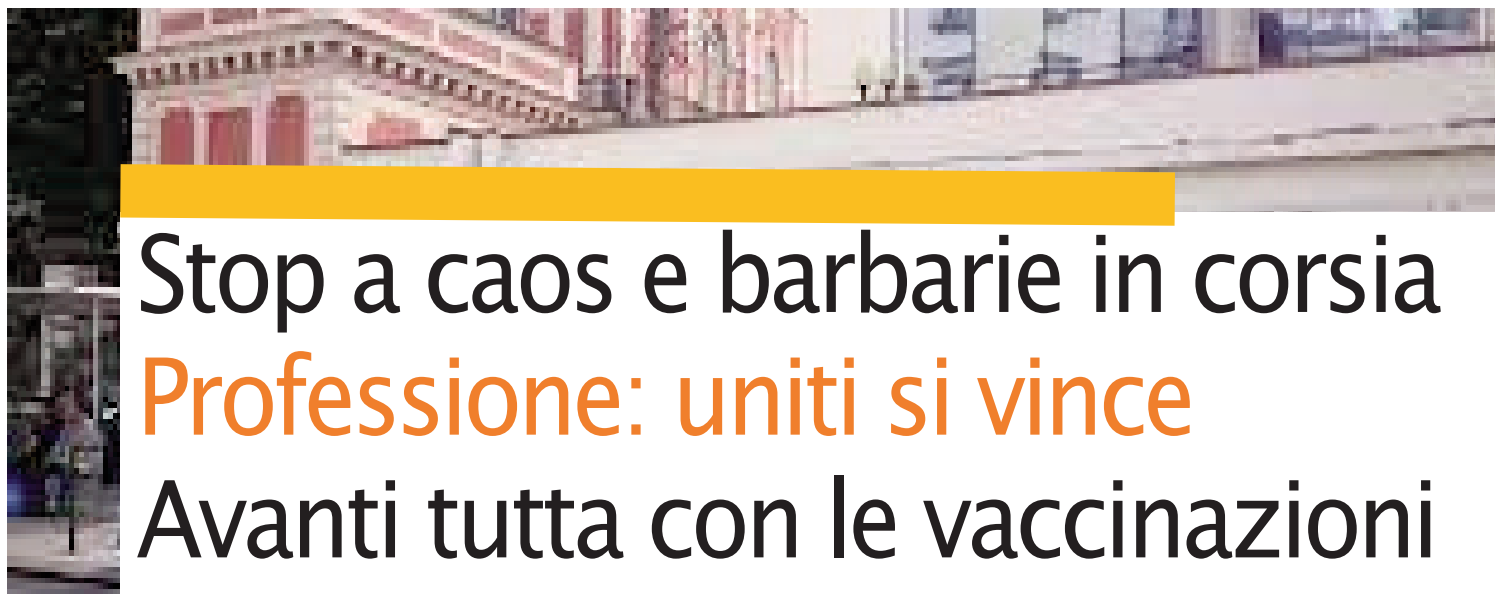 Stop a caos e barbarie in corsia
Professione: uniti si vince
Avanti tutta con le vaccinazioni